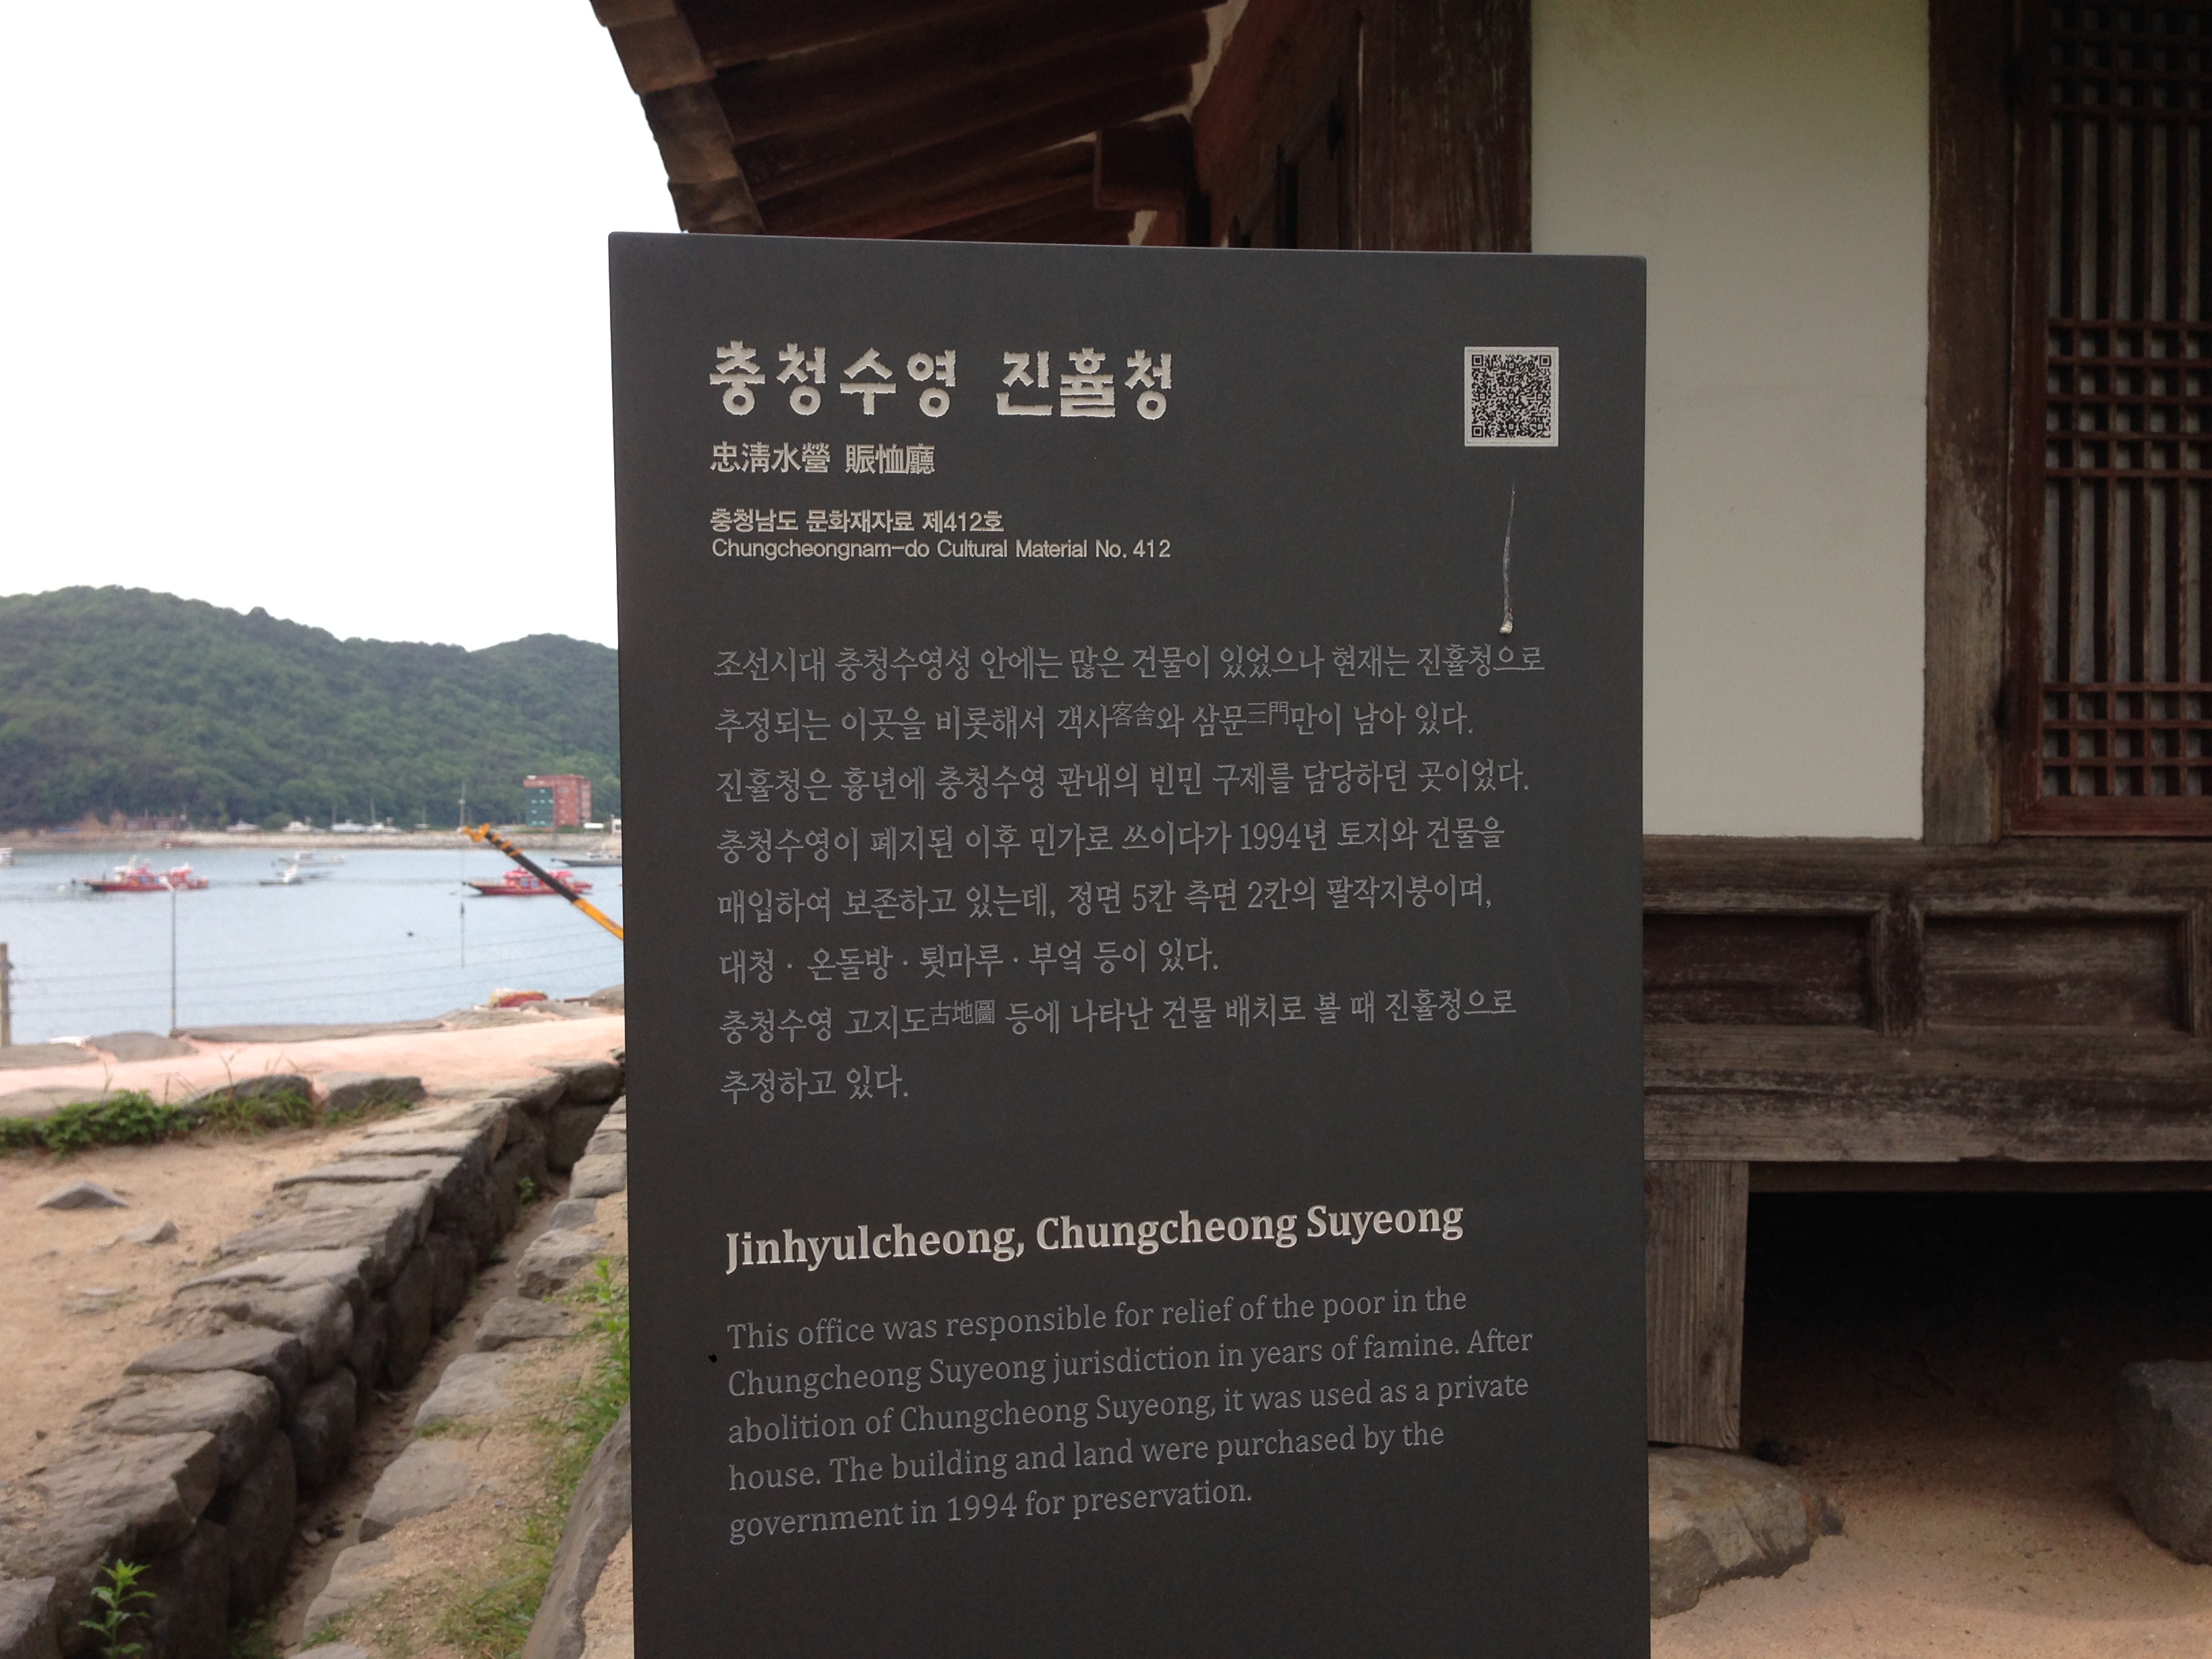 충청수영 진휼청
忠淸水營 賑恤廳
충청남도 문화재자료 제412호
Chungcheongnam-do Cultural Material No. 412
조선시대 충청수영성 안에는 많은 건물이 있었으나 현재는 진휼청으로
추정되는 이곳을 비롯해서 객사客舍와 삼문三門만이 남아 있다.
진휼청은 흉년에 충청수영 관내의 빈민 구제를 담당하던 곳이었다.
충청수영이 폐지된 이후 민가로 쓰이다가 1994년 토지와 건물을
매입하여 보존하고 있는데, 정면 5칸 측면 2칸의 팔작지붕이며,
대청 · 온돌방 · 툇마루 · 부엌 등이 있다.
충청수영 고지도古地圖 등에 나타난 건물 배치로 볼 때 진휼청으로
추정하고 있다.
Jinhyulcheong, Chungcheong Suyeong
This office was responsible for relief of the poor in the
Chungcheong Suyeong jurisdiction in years of famine. After
abolition of Chungcheong Suyeong, it was used as a private
house. The building and land were purchased by the
government in 1994 for preservation.